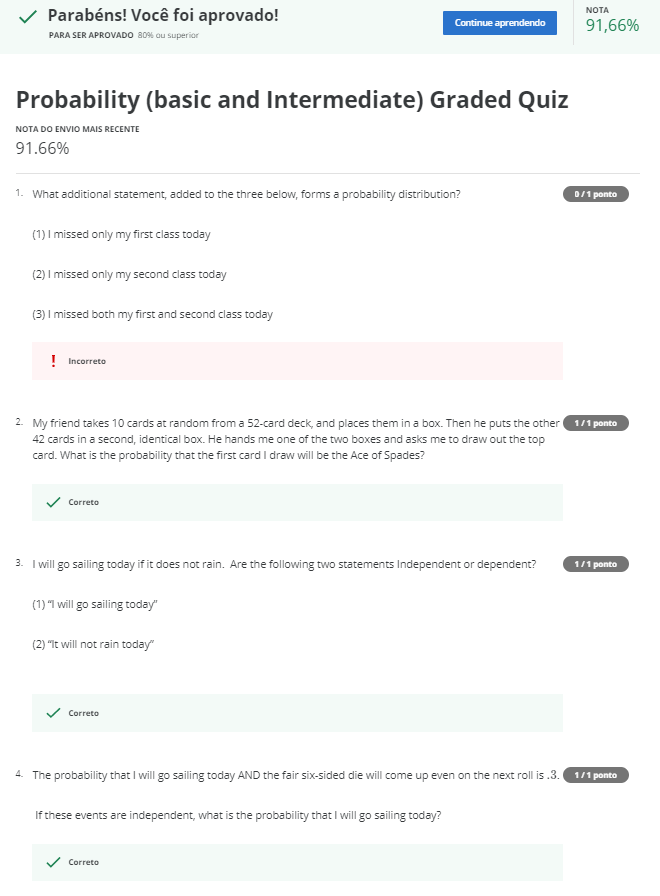 Parabéns! Você foi aprovado!
PARA SER APROVADO 80% ou superior
Continue aprendendo
NOTA
91,66%
Probability (basic and Intermediate) Graded Quiz
NOTA DO ENVIO MAIS RECENTE
91.66%
1. What additional statement, added to the three below, forms a probability distribution?
0 / 1 ponto
(1) I missed only my first class today
(2) I missed only my second class today
(3) I missed both my first and second class today
! Incorreto
2. My friend takes 10 cards at random from a 52-card deck, and places them in a box. Then he puts the other
1 / 1 ponto
42 cards in a second, identical box. He hands me one of the two boxes and asks me to draw out the top
card. What is the probability that the first card I draw will be the Ace of Spades?
Correto
3. I will go sailing today if it does not rain. Are the following two statements Independent or dependent?
1 / 1 ponto
(1) “I will go sailing today”
(2) “It will not rain today”
Correto
4. The probability that I will go sailing today AND the fair six-sided die will come up even on the next roll is .3.
1 / 1 ponto
If these events are independent, what is the probability that I will go sailing today?
Correto